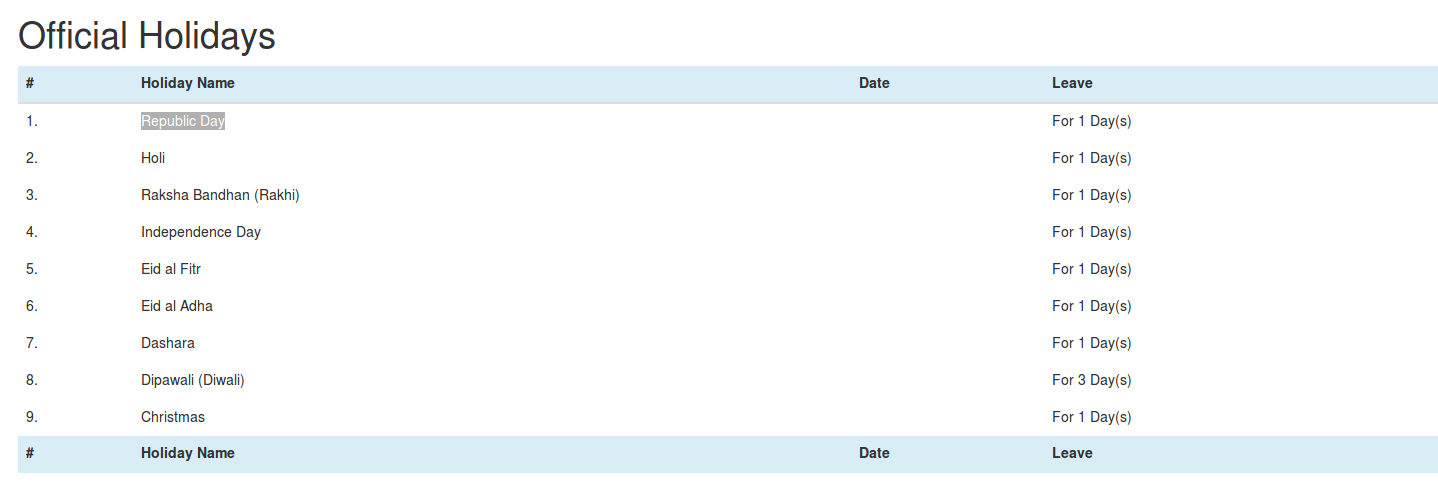 Official Holidays
# Holiday Name Date Leave
1. Republic Day For 1 Day(s)
2. Holi For 1 Day(s)
3. Raksha Bandhan (Rakhi) For 1 Day(s)
4. Independence Day For 1 Day(s)
5. Eid al Fitr For 1 Day(s)
6. Eid al Adha For 1 Day(s)
7. Dashara For 1 Day(s)
8. Dipawali (Diwali) For 3 Day(s)
9. Christmas For 1 Day(s)
# Holiday Name Date Leave